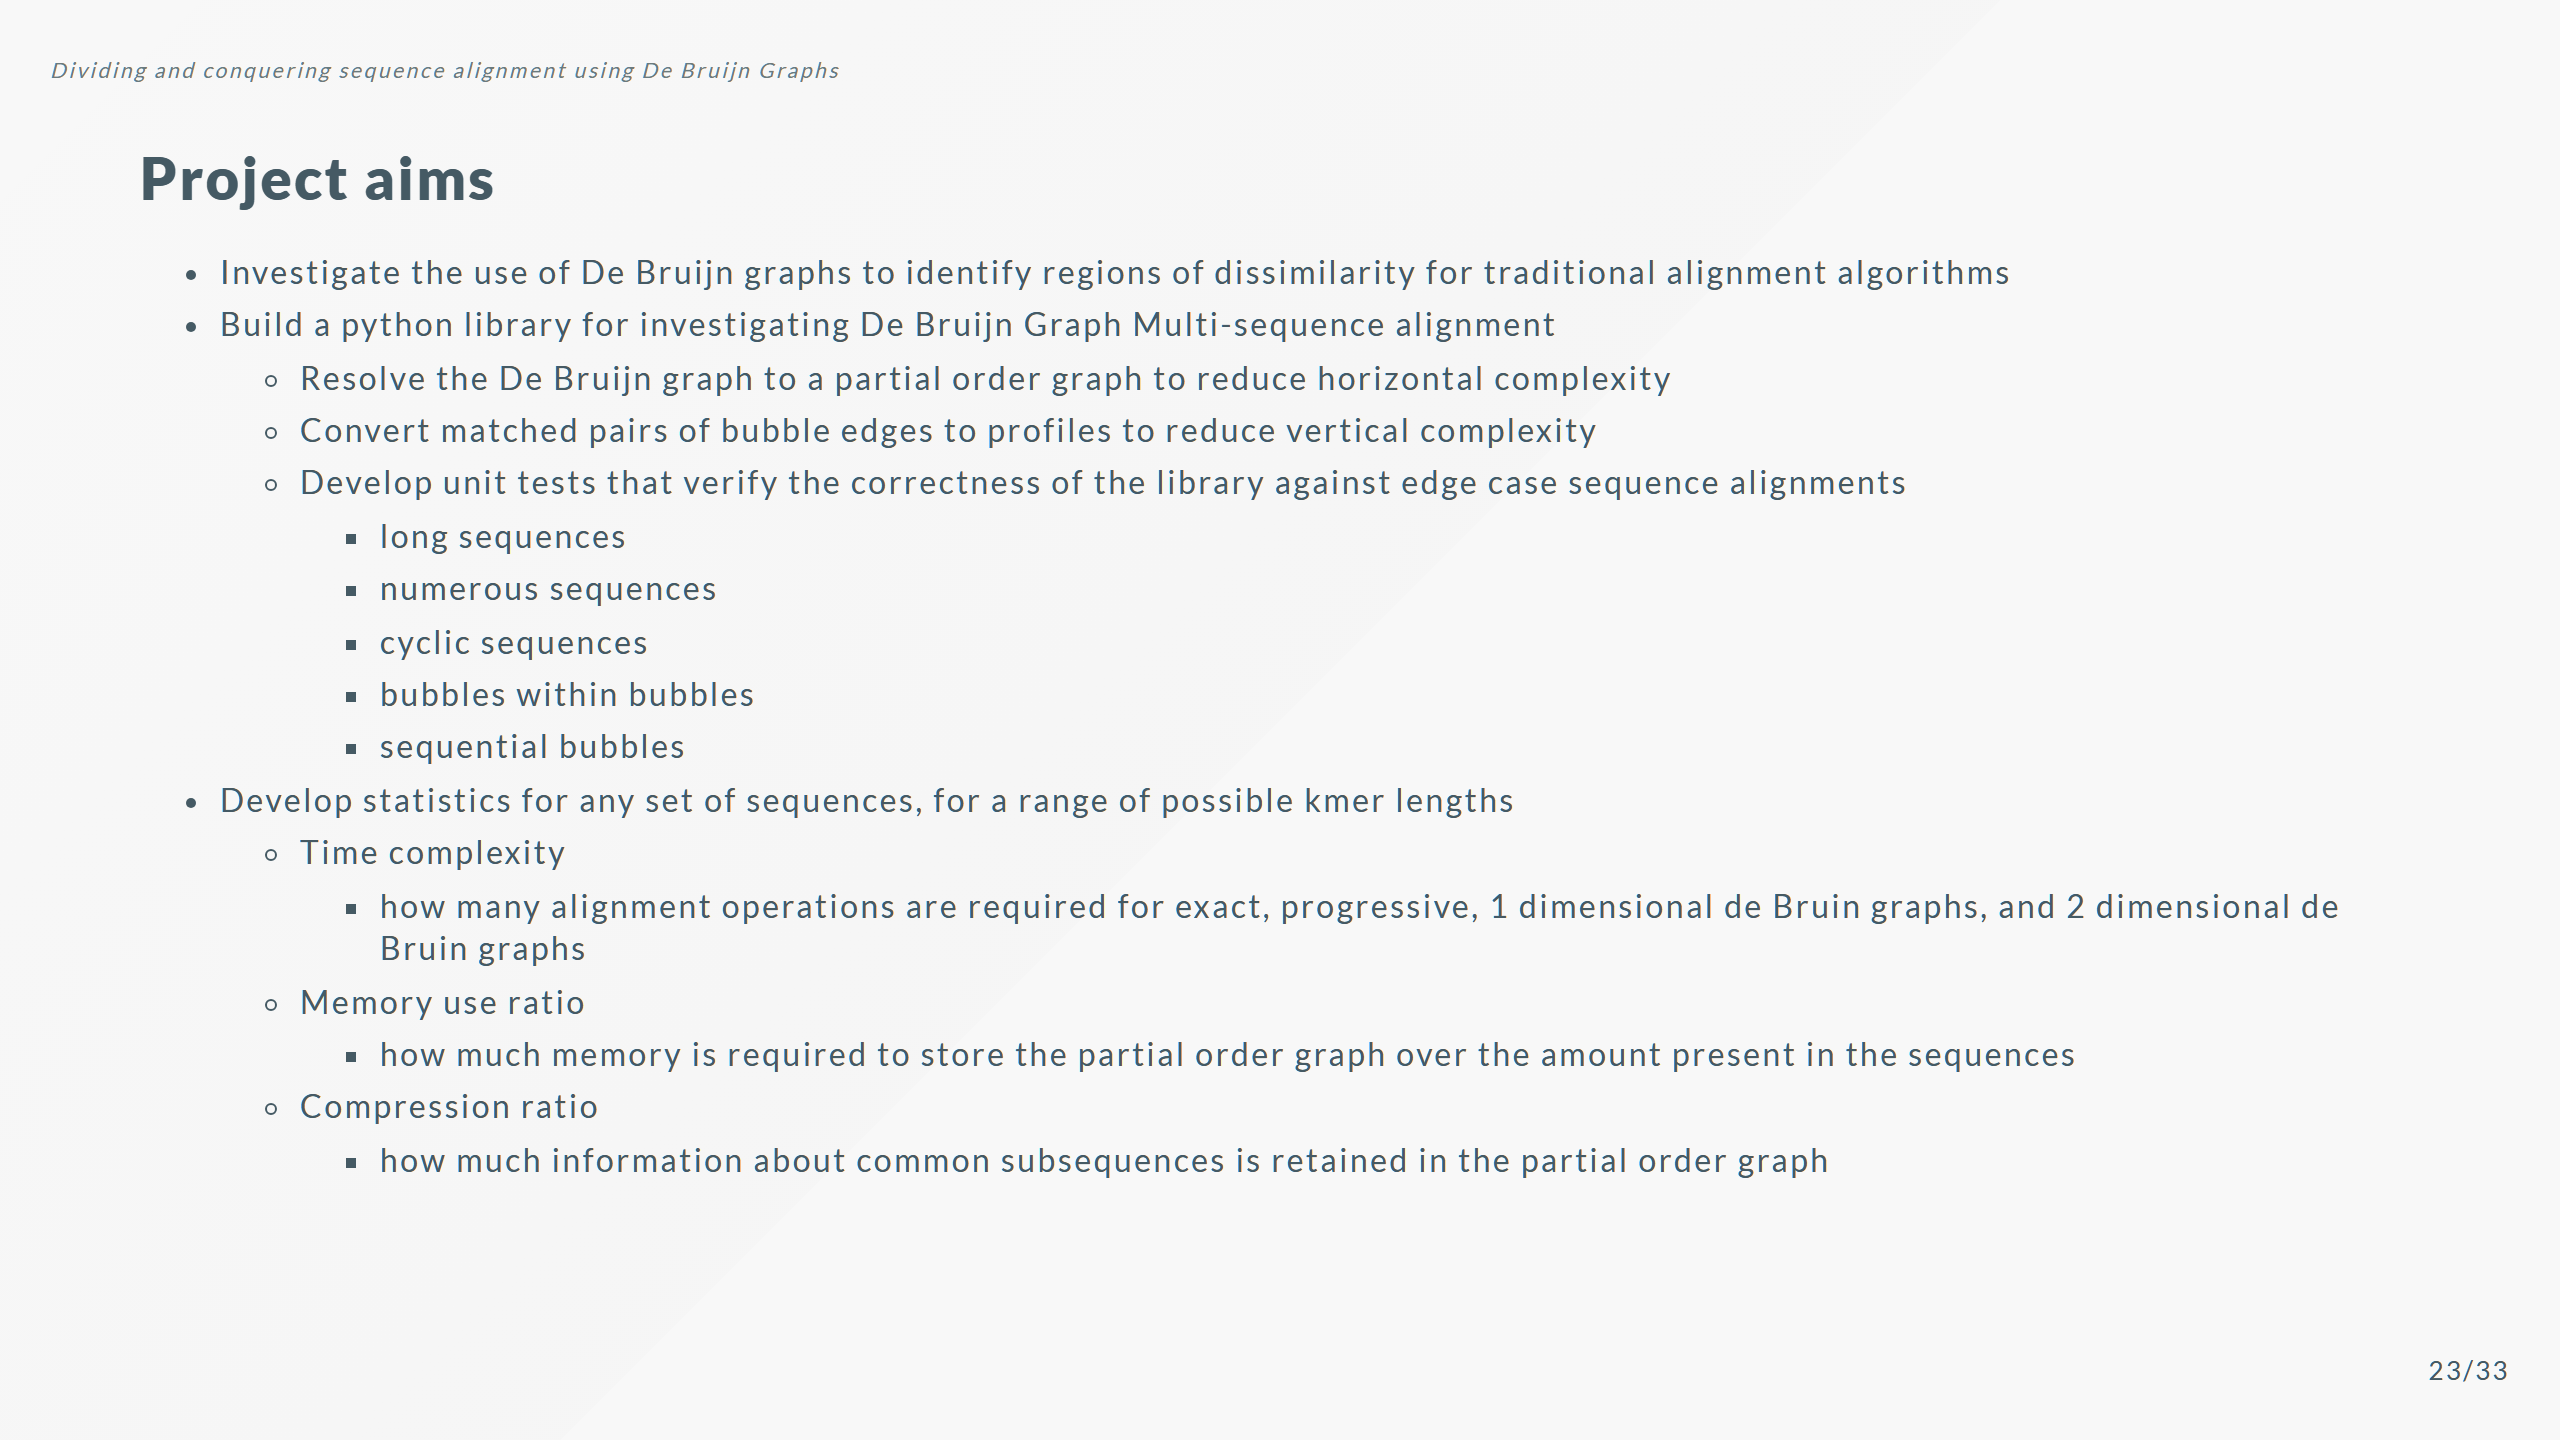 Dividing and conquering sequence alignment using De Bruijn Graphs
Project aims
Investigate the use of De Bruijn graphs to identify regions of dissimilarity for traditional alignment algorithms
Build a python library for investigating De Bruijn Graph Multi-sequence alignment
Resolve the De Bruijn graph to a partial order graph to reduce horizontal complexity
Convert matched pairs of bubble edges to profiles to reduce vertical complexity
Develop unit tests that verify the correctness of the library against edge case sequence alignments
long sequences
numerous sequences
cyclic sequences
bubbles within bubbles
sequential bubbles
Develop statistics for any set of sequences, for a range of possible kmer lengths
Time complexity
how many alignment operations are required for exact, progressive, 1 dimensional de Bruin graphs, and 2 dimensional de
Bruin graphs
Memory use ratio
how much memory is required to store the partial order graph over the amount present in the sequences
Compression ratio
how much information about common subsequences is retained in the partial order graph
23/33